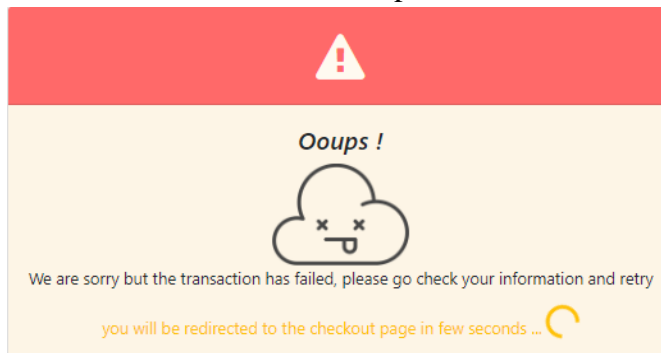 Ooups !
We are sorry but the transaction has failed, please go check your information and retry
you will be redirected to the checkout page in few seconds ...